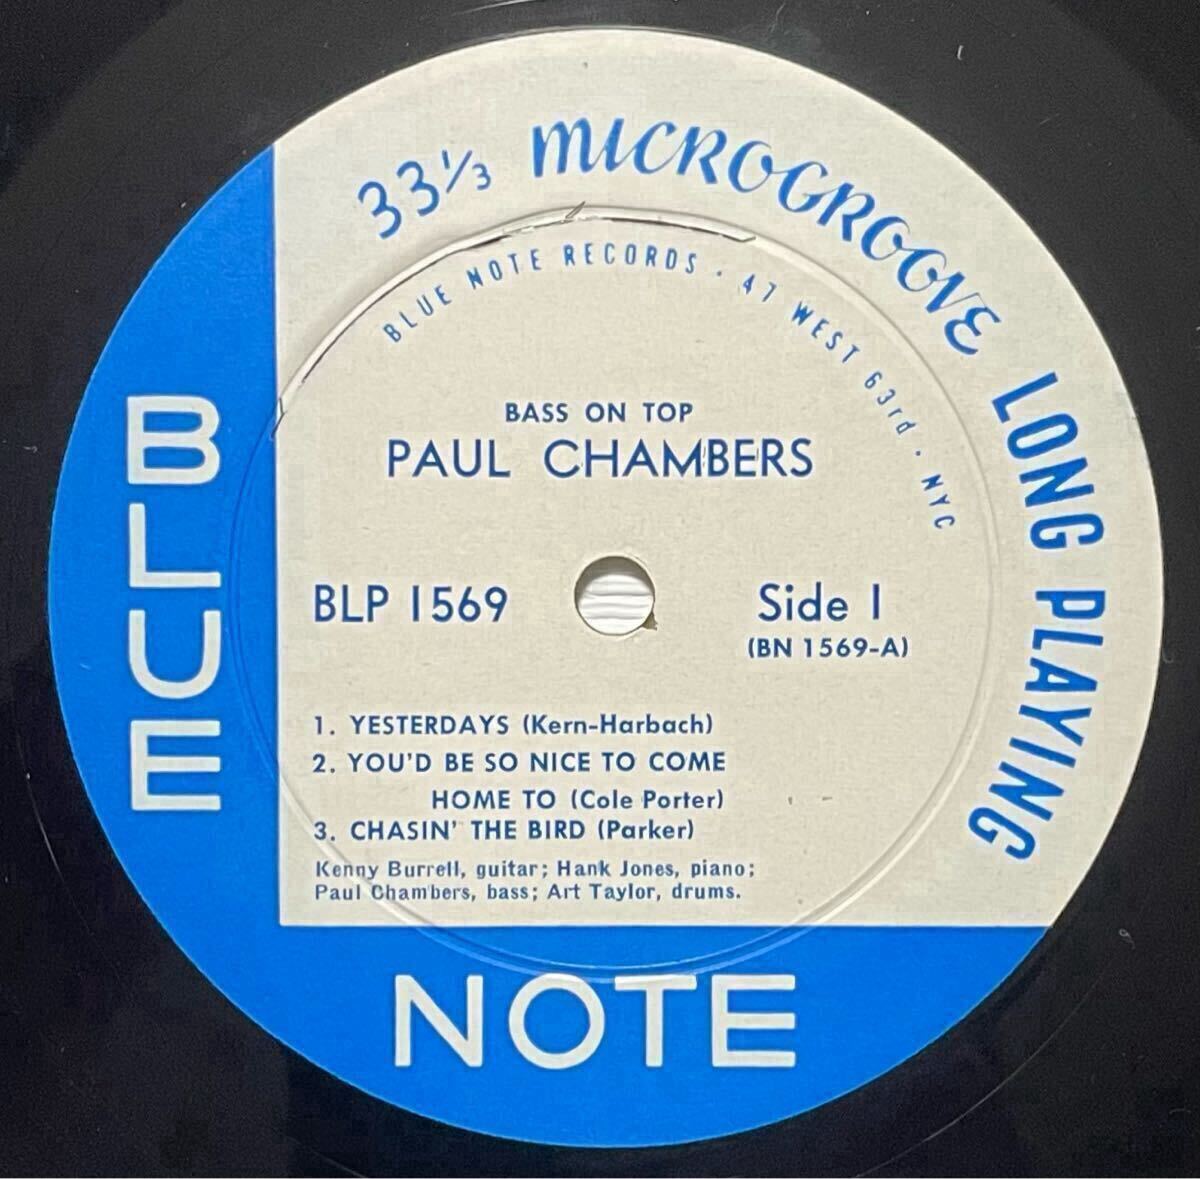 33⅓ MICROGROOVE LONG PLAYING
BLUE NOTE RECORDS · 47 WEST 63rd · NYC
BASS ON TOP
PAUL CHAMBERS
BLP 1569
Side 1
(BN 1569-A)
1. YESTERDAYS (Kern-Harbach)
2. YOU'D BE SO NICE TO COME
HOME TO (Cole Porter)
3. CHASIN' THE BIRD (Parker)
Kenny Burrell, guitar; Hank Jones, piano;
Paul Chambers, bass; Art Taylor, drums.
BLUE
NOTE